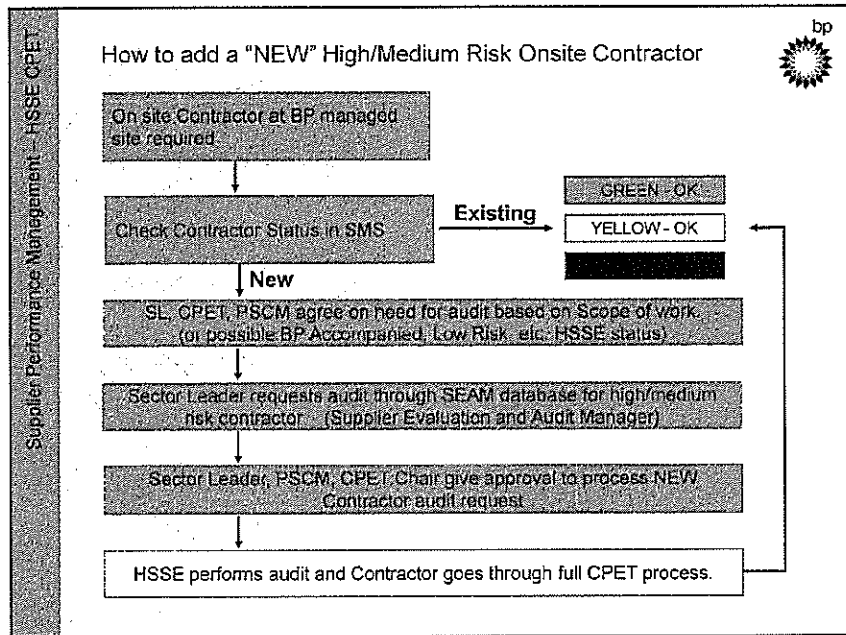 bp
How to add a "NEW" High/Medium Risk Onsite Contractor
Supplier Performance Management – HSSE CPET
On site Contractor at BP managed
site required
Check Contractor Status in SMS
Existing
GREEN - OK
YELLOW - OK
New
SL, CPET, PSCM agree on need for audit based on Scope of work.
(or possible BP Accompanied, Low Risk etc. HSSE status)
Sector Leader requests audit through SEAM database for high/medium
risk contractor (Supplier Evaluation and Audit Manager)
Sector Leader, PSCM, CPET Chair give approval to process NEW
Contractor audit request
HSSE performs audit and Contractor goes through full CPET process.